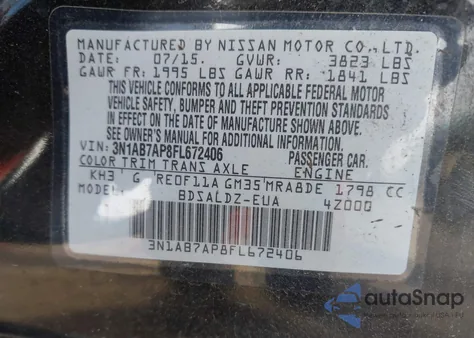 MANUFACTURED BY NISSAN MOTOR CO.,LTD.
DATE: 07/15. GVWR: 3823 LBS
GAWR FR: 1995 LBS GAWR RR: 1841 LBS
THIS VEHICLE CONFORMS TO ALL APPLICABLE FEDERAL MOTOR
VEHICLE SAFETY, BUMPER AND THEFT PREVENTION STANDARDS
IN EFFECT ON THE DATE OF MANUFACTURE SHOWN ABOVE.
SEE OWNER'S MANUAL FOR ADDITIONAL INFORMATION.
VIN: 3N1AB7AP8FL672406 PASSENGER CAR.
COLOR TRIM TRANS AXLE ENGINE
KH3 G RE0F11A GM35 MRA8DE 1798 CC
MODEL: BDSALDZ-EUA 4Z000
3N1AB7AP8FL672406
autoSnap